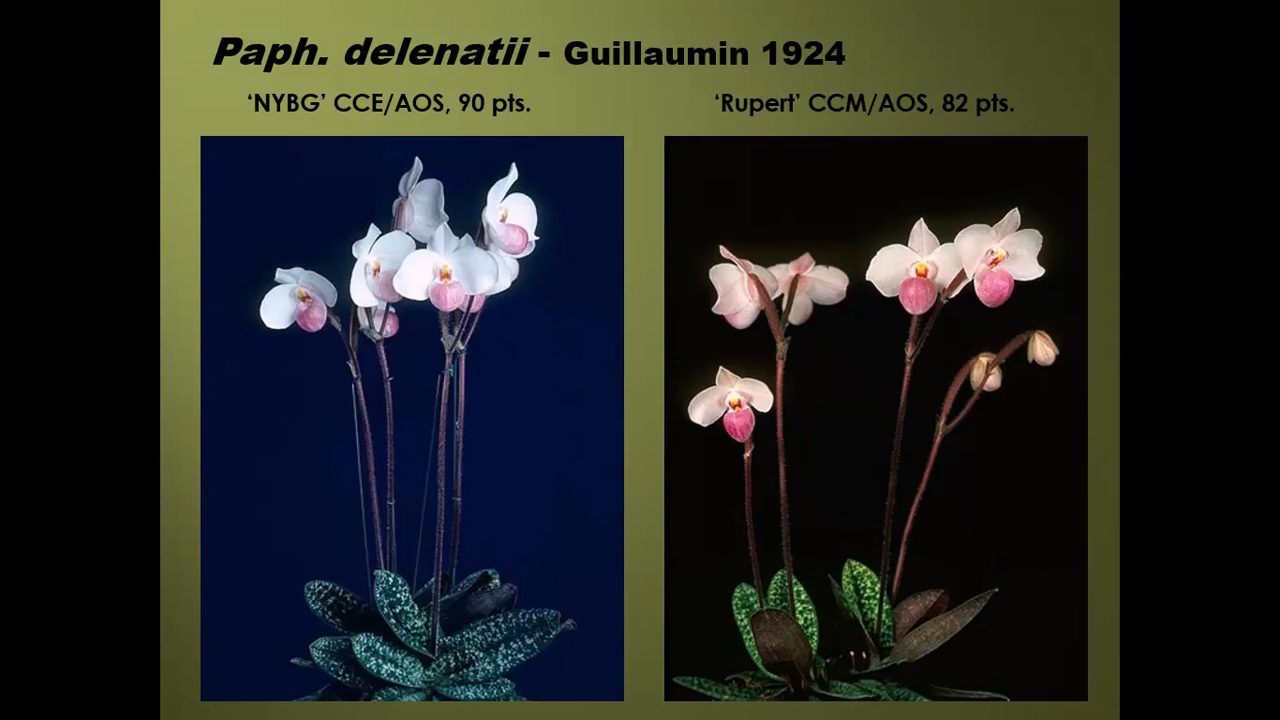 Paph. delenatii - Guillaumin 1924
‘NYBG’ CCE/AOS, 90 pts.
‘Rupert’ CCM/AOS, 82 pts.